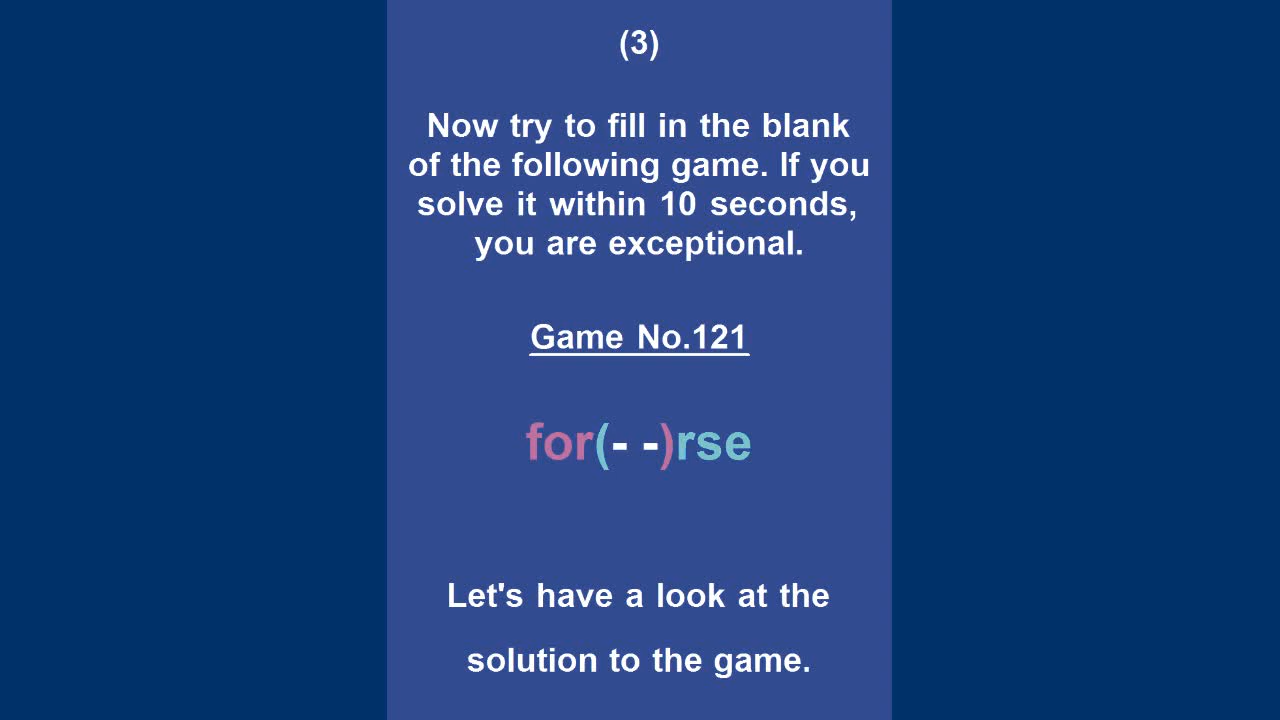 (3)
Now try to fill in the blank
of the following game. If you
solve it within 10 seconds,
you are exceptional.
Game No.121
for(- -)rse
Let's have a look at the
solution to the game.